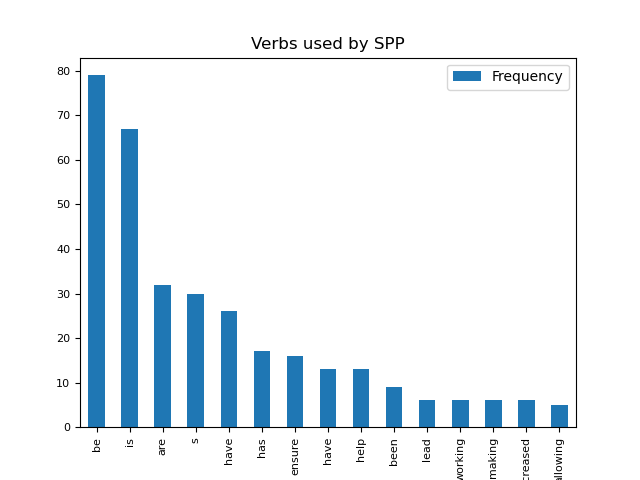 Verbs used by SPP
Frequency
80
70
60
50
40
30
20
10
0
be
is
are
s
have
has
ensure
have
help
been
lead
working
making
creased
allowing